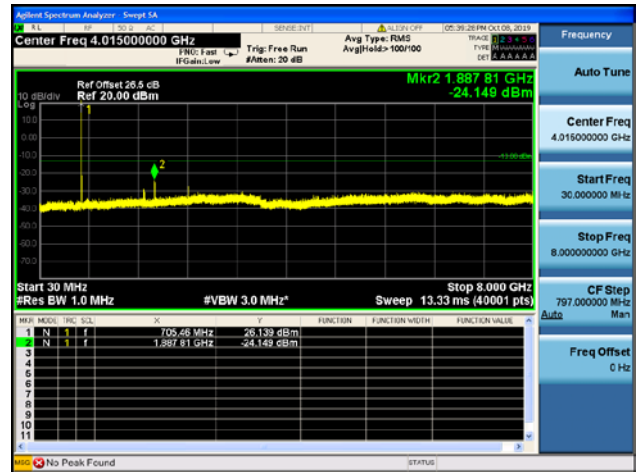 Agilent Spectrum Analyzer - Swept SA
RL RF 50 Ω AC SENSE:INT ALIGN OFF 05:39:28 PM Oct 08, 2019
Center Freq 4.015000000 GHz
PNO: Fast
IFGain:Low
Trig: Free Run
#Atten: 20 dB
Avg Type: RMS
Avg|Hold:> 100/100
TRACE 1 2 3 4 5 6
TYPE
DET A A A A A A
Ref Offset 26.5 dB
Ref 20.00 dBm
Mkr2 1.887 81 GHz
-24.149 dBm
10 dB/div
Log
1
10.0
0.00
-10.0
-13.00 dBm
2
-20.0
-30.0
-40.0
-50.0
-60.0
-70.0
Start 30 MHz
Stop 8.000 GHz
#Res BW 1.0 MHz
#VBW 3.0 MHz*
Sweep 13.33 ms (40001 pts)
MKR MODE TRC SCL X Y FUNCTION FUNCTION WIDTH FUNCTION VALUE
1 N 1 f 705.46 MHz 26.139 dBm
2 N 1 f 1.887 81 GHz -24.149 dBm
3
4
5
6
7
8
9
10
11
MSG No Peak Found
STATUS
Frequency
Auto Tune
Center Freq
4.015000000 GHz
Start Freq
30.000000 MHz
Stop Freq
8.000000000 GHz
CF Step
797.000000 MHz
Auto Man
Freq Offset
0 Hz